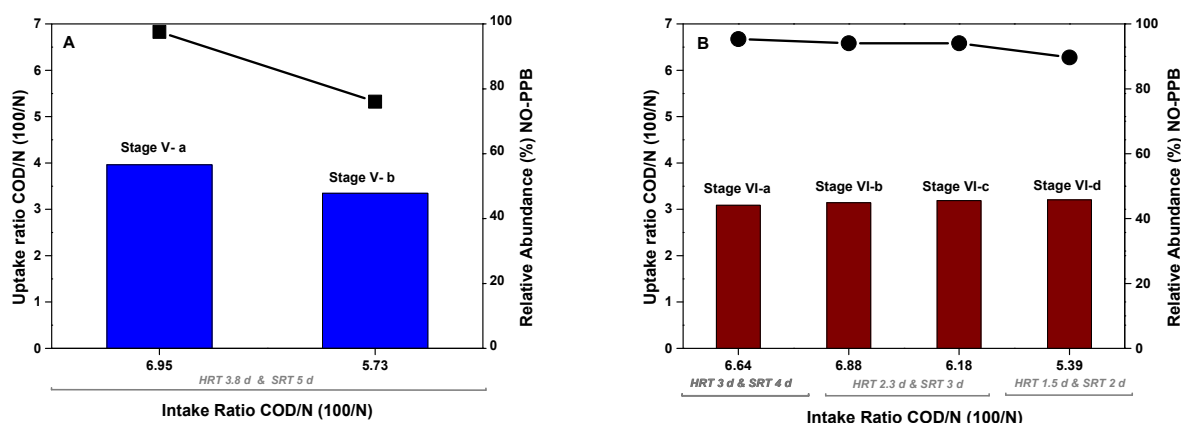 A
Uptake ratio COD/N (100/N)
7
6
5
4
3
2
1
0
Stage V- a
Stage V- b
100
80
60
40
20
0
Relative Abundance (%) NO-PPB
6.95
5.73
HRT 3.8 d & SRT 5 d
Intake Ratio COD/N (100/N)
B
Uptake ratio COD/N (100/N)
7
6
5
4
3
2
1
0
Stage VI-a
Stage VI-b
Stage VI-c
Stage VI-d
100
80
60
40
20
0
Relative Abundance (%) NO-PPB
6.64
6.88
6.18
5.39
HRT 3 d & SRT 4 d
HRT 2.3 d & SRT 3 d
HRT 1.5 d & SRT 2 d
Intake Ratio COD/N (100/N)